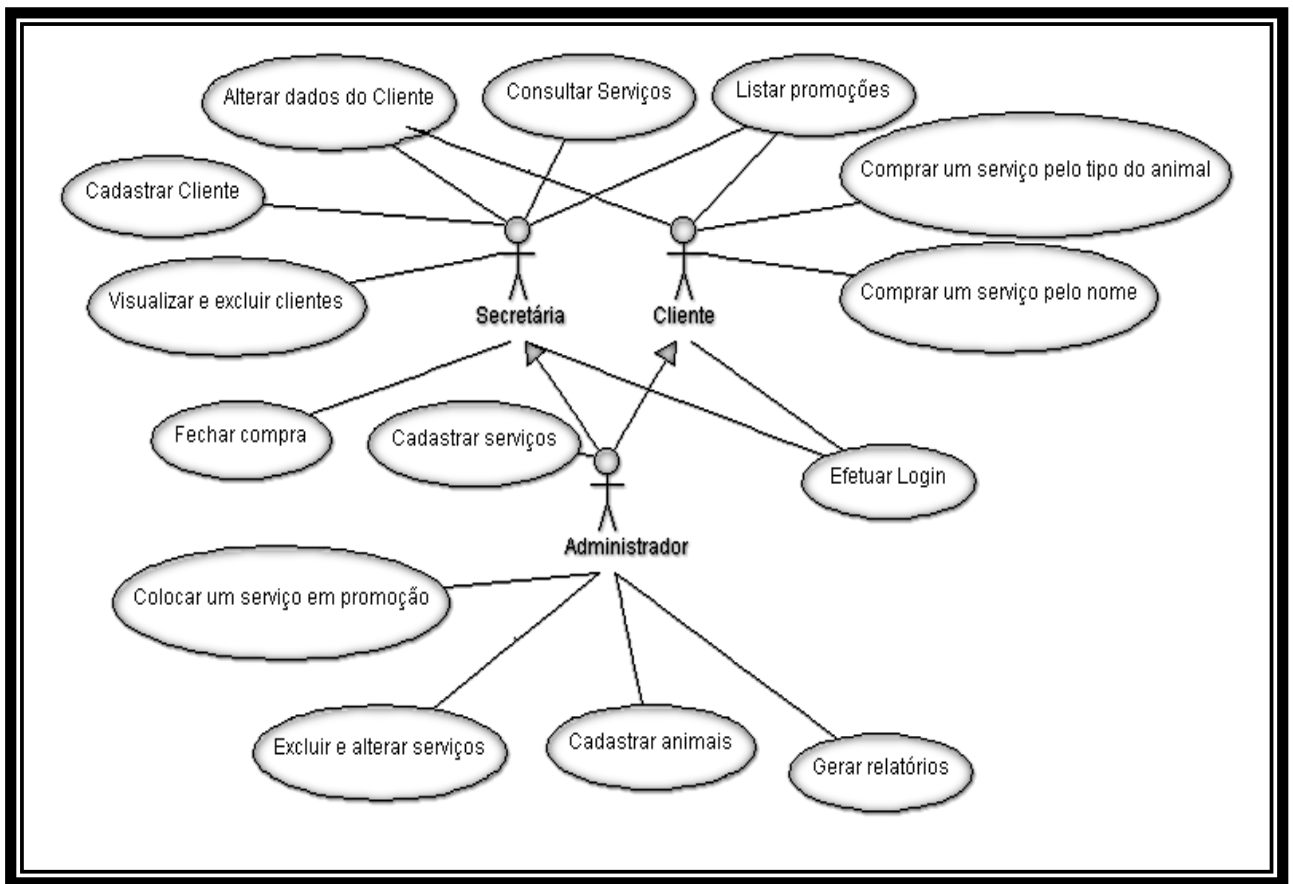 Alterar dados do Cliente
Consultar Serviços
Listar promoções
Cadastrar Cliente
Comprar um serviço pelo tipo do animal
Visualizar e excluir clientes
Comprar um serviço pelo nome
Secretária
Cliente
Fechar compra
Cadastrar serviços
Efetuar Login
Administrador
Colocar um serviço em promoção
Excluir e alterar serviços
Cadastrar animais
Gerar relatórios